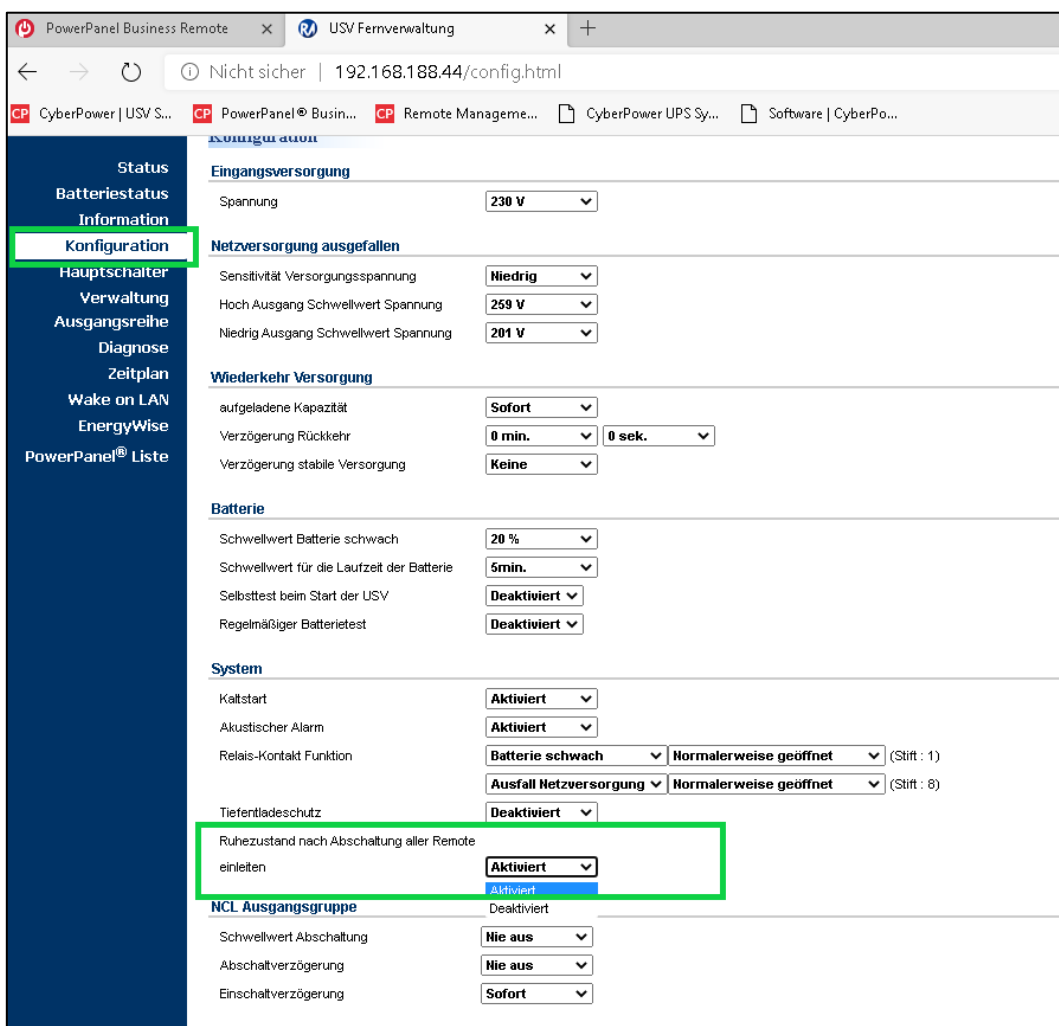 PowerPanel Business Remote
USV Fernverwaltung
Nicht sicher | 192.168.188.44/config.html
CP CyberPower | USV S... CP PowerPanel® Busin... CP Remote Manageme... CyberPower UPS Sy... Software | CyberPo...
Status
Batteriestatus
Information
Konfiguration
Hauptschalter
Verwaltung
Ausgangsreihe
Diagnose
Zeitplan
Wake on LAN
EnergyWise
PowerPanel® Liste
Konfiguration
Eingangsversorgung
Spannung 230 V
Netzversorgung ausgefallen
Sensitivität Versorgungsspannung Niedrig
Hoch Ausgang Schwellwert Spannung 259 V
Niedrig Ausgang Schwellwert Spannung 201 V
Wiederkehr Versorgung
aufgeladene Kapazität Sofort
Verzögerung Rückkehr 0 min. 0 sek.
Verzögerung stabile Versorgung Keine
Batterie
Schwellwert Batterie schwach 20 %
Schwellwert für die Laufzeit der Batterie 5min.
Selbsttest beim Start der USV Deaktiviert
Regelmäßiger Batterietest Deaktiviert
System
Kaltstart Aktiviert
Akustischer Alarm Aktiviert
Relais-Kontakt Funktion Batterie schwach Normalerweise geöffnet (Stift : 1)
Ausfall Netzversorgung Normalerweise geöffnet (Stift : 8)
Tiefentladeschutz Deaktiviert
Ruhezustand nach Abschaltung aller Remote
einleiten Aktiviert
Aktiviert
Deaktiviert
NCL Ausgangsgruppe
Schwellwert Abschaltung Nie aus
Abschaltverzögerung Nie aus
Einschaltverzögerung Sofort